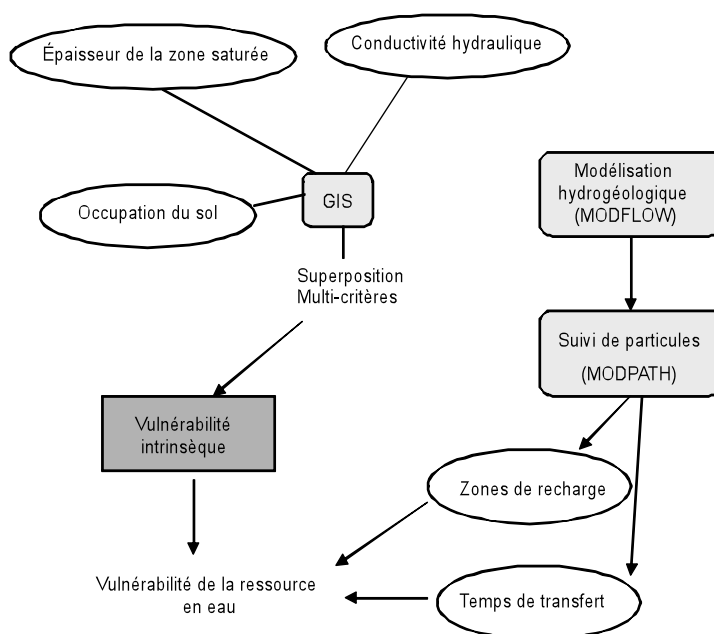 Épaisseur de la zone saturée
Conductivité hydraulique
Occupation du sol
GIS
Modélisation
hydrogéologique
(MODFLOW)
Superposition
Multi-critères
Suivi de particules
(MODPATH)
Vulnérabilité
intrinsèque
Zones de recharge
Vulnérabilité de la ressource
en eau
Temps de transfert